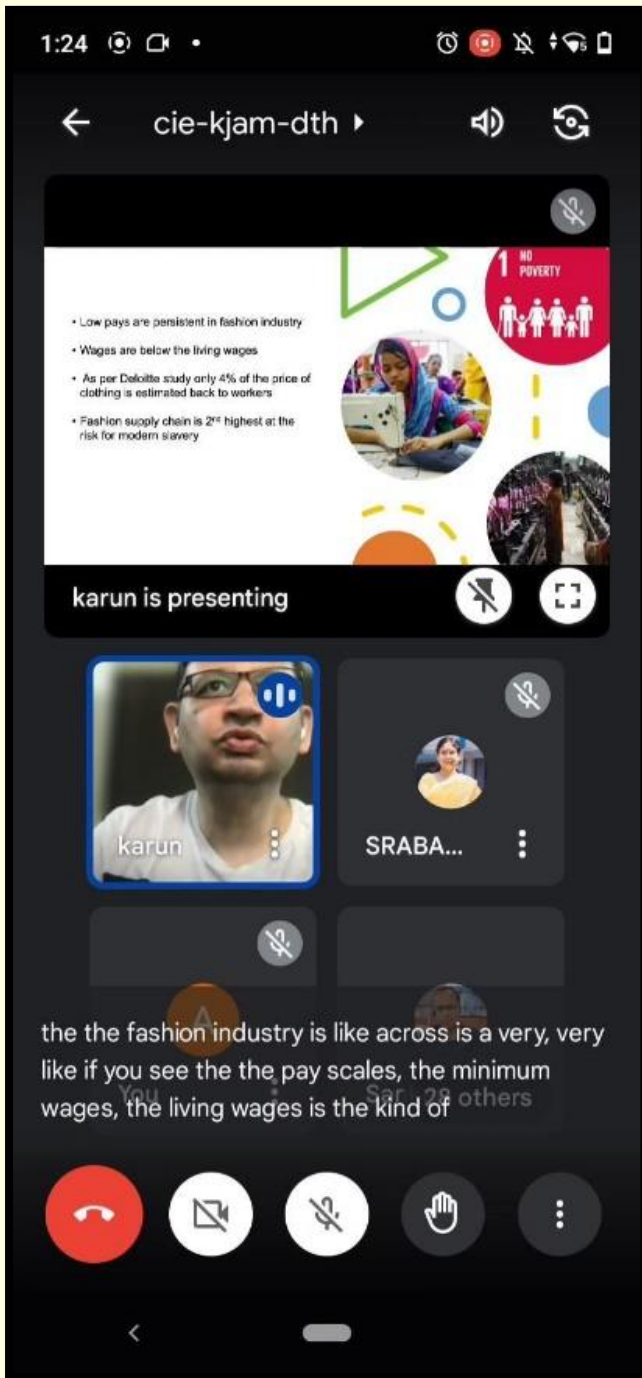 1:24
5
cie-kjam-dth
1 NO
POVERTY
• Low pays are persistent in fashion industry
• Wages are below the living wages
• As per Deloitte study only 4% of the price of
clothing is estimated back to workers
• Fashion supply chain is 2nd highest at the
risk for modern slavery
karun is presenting
karun
SRABA...
A
You
Sar
28 others
the the fashion industry is like across is a very, very
like if you see the the pay scales, the minimum
wages, the living wages is the kind of